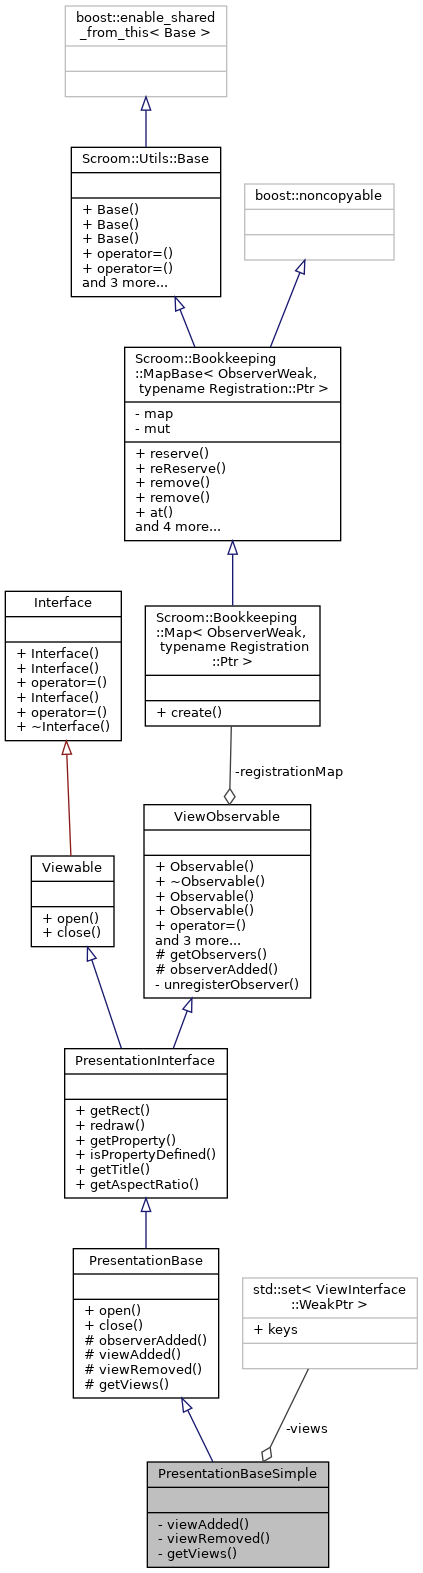 boost::enable_shared
_from_this< Base >
Scroom::Utils::Base
+ Base()
+ Base()
+ Base()
+ operator=()
+ operator=()
and 3 more...
boost::noncopyable
Scroom::Bookkeeping
::MapBase< ObserverWeak,
typename Registration::Ptr >
- map
- mut
+ reserve()
+ reReserve()
+ remove()
+ remove()
+ at()
and 4 more...
Interface
+ Interface()
+ Interface()
+ operator=()
+ Interface()
+ operator=()
+ ~Interface()
Scroom::Bookkeeping
::Map< ObserverWeak,
typename Registration
::Ptr >
+ create()
-registrationMap
ViewObservable
+ Observable()
+ ~Observable()
+ Observable()
+ Observable()
+ operator=()
and 3 more...
# getObservers()
# observerAdded()
- unregisterObserver()
Viewable
+ open()
+ close()
PresentationInterface
+ getRect()
+ redraw()
+ getProperty()
+ isPropertyDefined()
+ getTitle()
+ getAspectRatio()
PresentationBase
+ open()
+ close()
# observerAdded()
# viewAdded()
# viewRemoved()
# getViews()
std::set< ViewInterface
::WeakPtr >
+ keys
-views
PresentationBaseSimple
- viewAdded()
- viewRemoved()
- getViews()